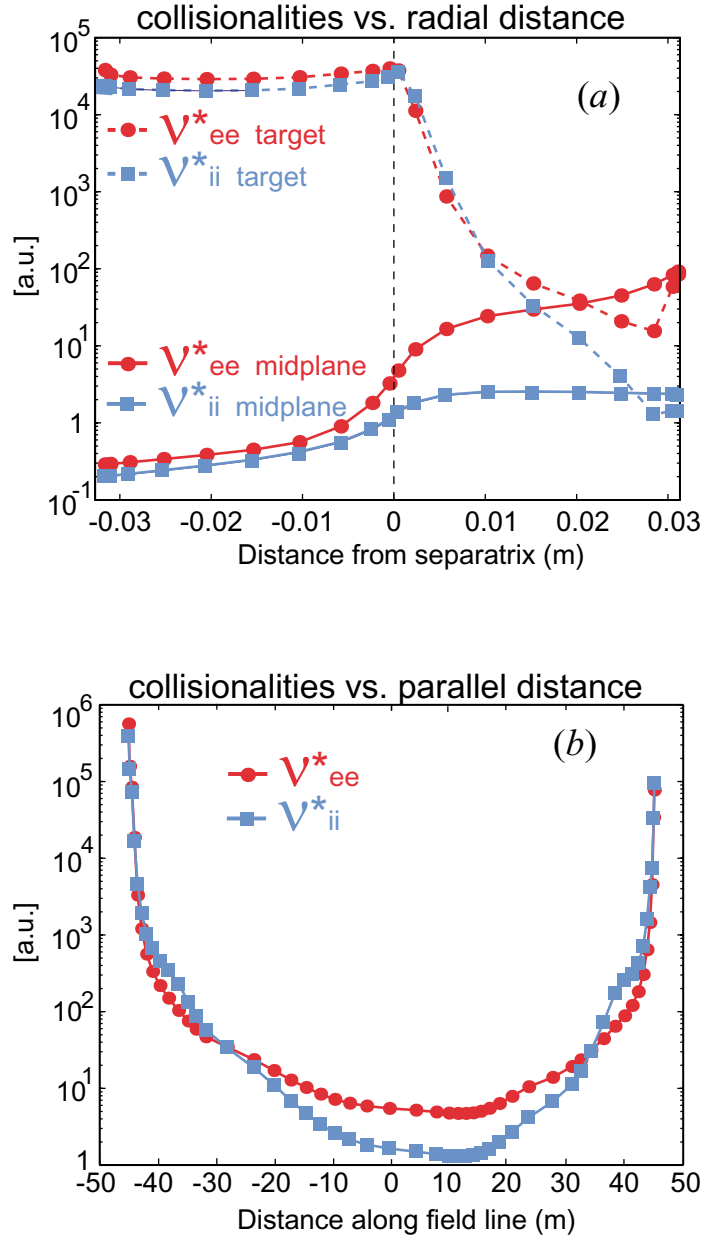 collisionalities vs. radial distance
10^5
(a)
10^4
ν*ee target
ν*ii target
10^3
[a.u.]
10^2
10^1
ν*ee midplane
ν*ii midplane
1
10^-1
-0.03 -0.02 -0.01 0 0.01 0.02 0.03
Distance from separatrix (m)
collisionalities vs. parallel distance
10^6
(b)
ν*ee
10^5
ν*ii
10^4
[a.u.]
10^3
10^2
10^1
1
-50 -40 -30 -20 -10 0 10 20 30 40 50
Distance along field line (m)